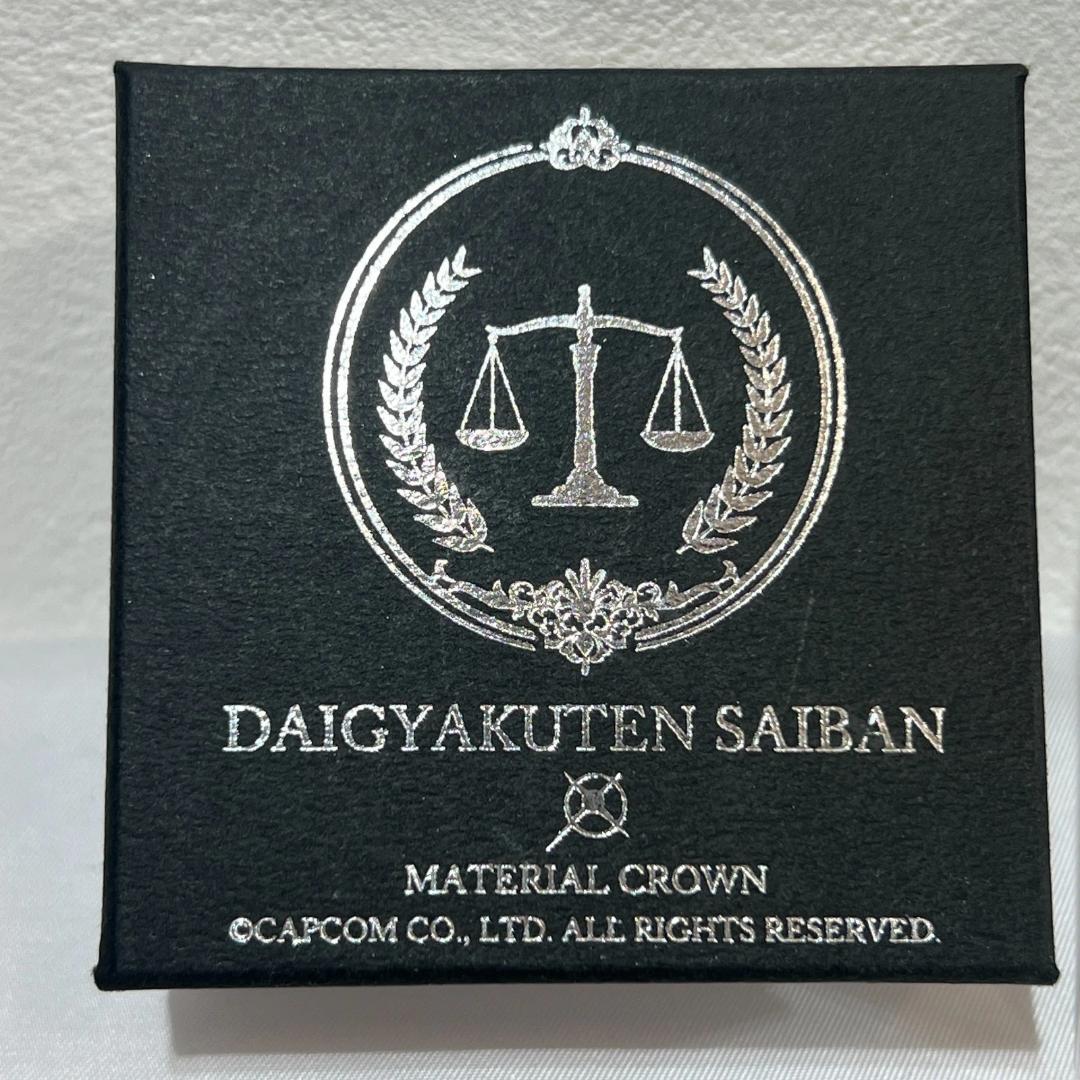 DAIGYAKUTEN SAIBAN
MATERIAL CROWN
©CAPCOM CO., LTD. ALL RIGHTS RESERVED.